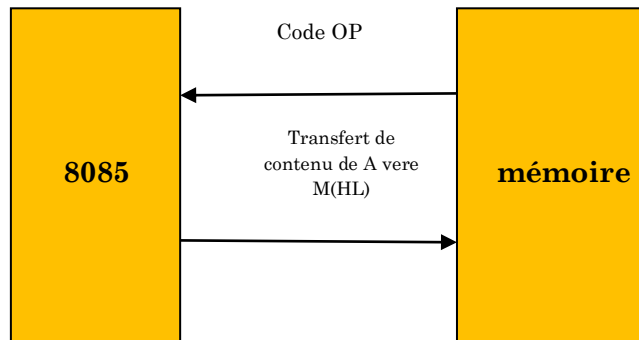 Code OP
Transfert de
contenu de A vere
M(HL)
8085
mémoire